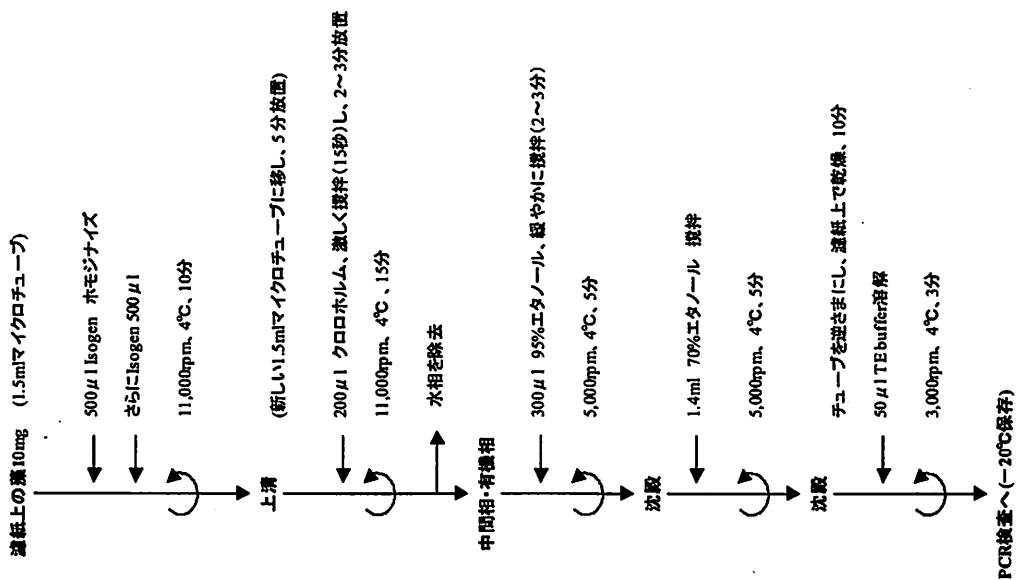 濾紙上の藻10mg (1.5mlマイクロチューブ)
500μl Isogen ホモジナイズ
さらにIsogen 500μl
11,000rpm、4℃、10分
上清 (新しい1.5mlマイクロチューブに移し、5分放置)
200μl クロロホルム、激しく撹拌(15秒)し、2〜3分放置
11,000rpm、4℃、15分
水相を除去
中間相・有機相
300μl 95%エタノール、緩やかに撹拌(2〜3分)
5,000rpm、4℃、5分
沈殿
1.4ml 70%エタノール 撹拌
5,000rpm、4℃、5分
沈殿 チューブを逆さまにし、濾紙上で乾燥、10分
50μl TE buffer溶解
3,000rpm、4℃、3分
PCR検査へ(−20℃保存)